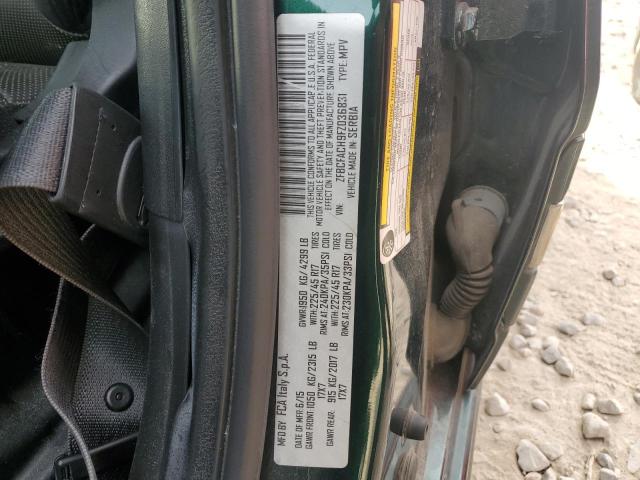 MFD BY FCA Italy S.p.A.
DATE OF MFR 6/15 GVWR 1950 KG/4299 LB
GAWR FRONT: 1050 KG/2315 LB WITH: 225/45 R17 TIRES
17X7 RIMS AT: 240KPA/35PSI COLD
GAWR REAR: 915 KG/2017 LB WITH: 225/45 R17 TIRES
17X7 RIMS AT: 230KPA/33PSI COLD
THIS VEHICLE CONFORMS TO ALL APPLICABLE U.S.A. FEDERAL
MOTOR VEHICLE SAFETY AND THEFT PREVENTION STANDARDS IN
EFFECT ON THE DATE OF MANUFACTURE SHOWN ABOVE
VIN: ZFBCFACH9FZ036831 TYPE: MPV
VEHICLE MADE IN: SERBIA